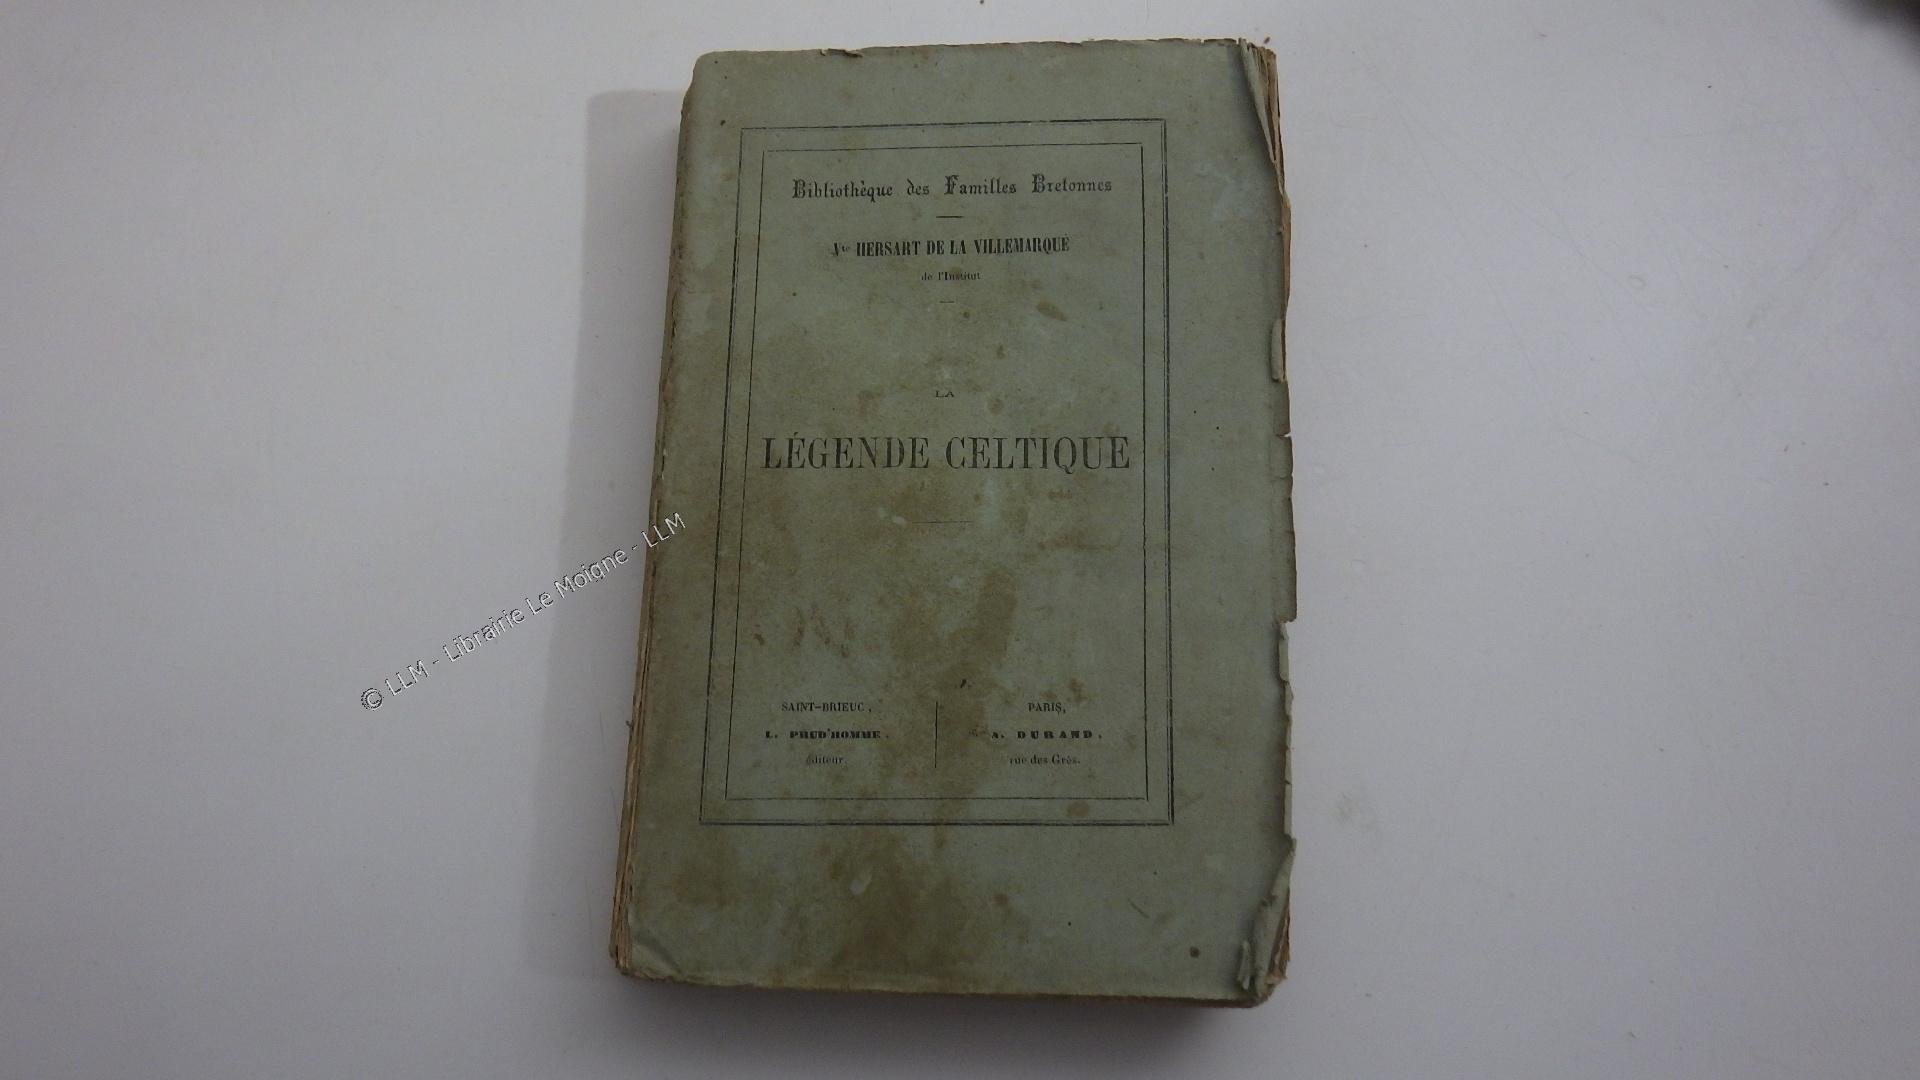 Bibliothèque des Familles Bretonnes
Vte HERSART DE LA VILLEMARQUÉ
de l'Institut
LA
LÉGENDE CELTIQUE
SAINT-BRIEUC,
L. PRUD'HOMME,
éditeur.
PARIS,
A. DURAND,
rue des Grès.
© LLM - Librairie Le Moigne - LLM